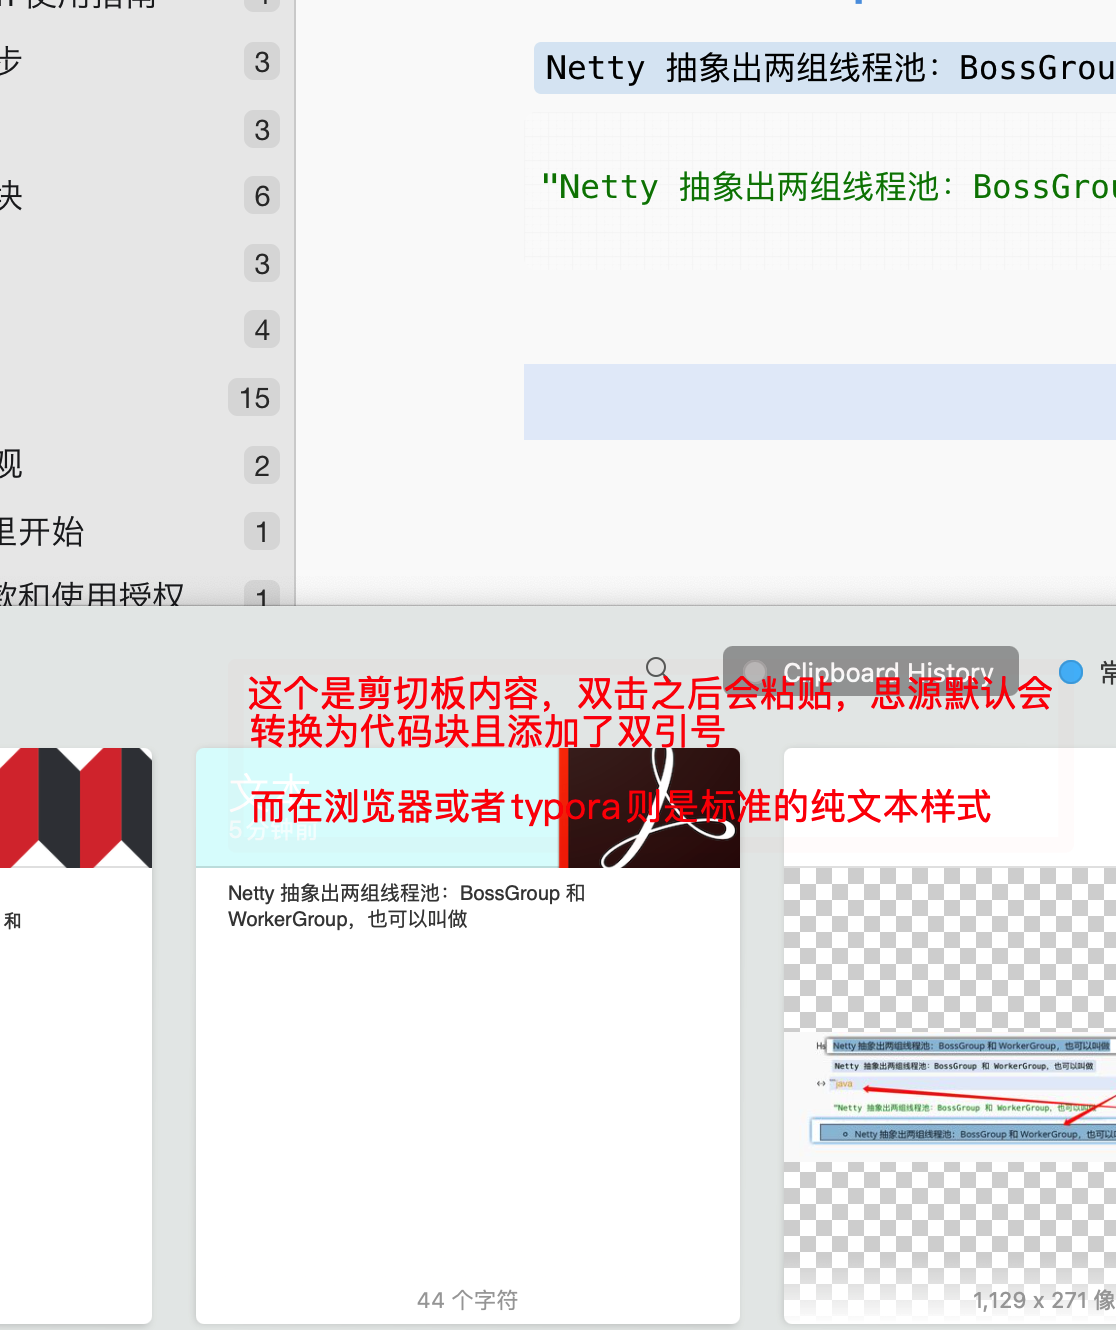 使用指南
步
3
3
块
6
3
4
15
观
2
里开始
1
款和使用授权
1
Netty 抽象出两组线程池：BossGrou
"Netty 抽象出两组线程池：BossGrou
Clipboard History
常
这个是剪切板内容，双击之后会粘贴，思源默认会
转换为代码块且添加了双引号
文本
而在浏览器或者typora则是标准的纯文本样式
5分钟前
和
Netty 抽象出两组线程池：BossGroup 和
WorkerGroup，也可以叫做
44 个字符
Netty 抽象出两组线程池：BossGroup 和 WorkerGroup，也可以叫做
Netty 抽象出两组线程池：BossGroup 和 WorkerGroup，也可以叫做
java
"Netty 抽象出两组线程池：BossGroup 和 WorkerGroup，也可以叫做
Netty 抽象出两组线程池：BossGroup 和 WorkerGroup，也可以
1,129 x 271 像